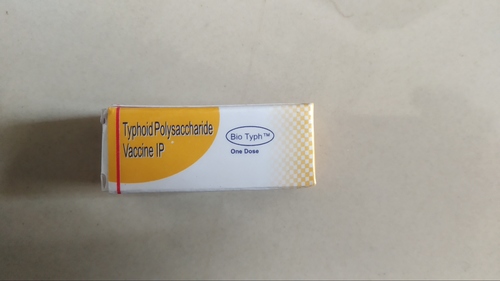 Typhoid Polysaccharide
Vaccine IP
Bio Typh™
One Dose